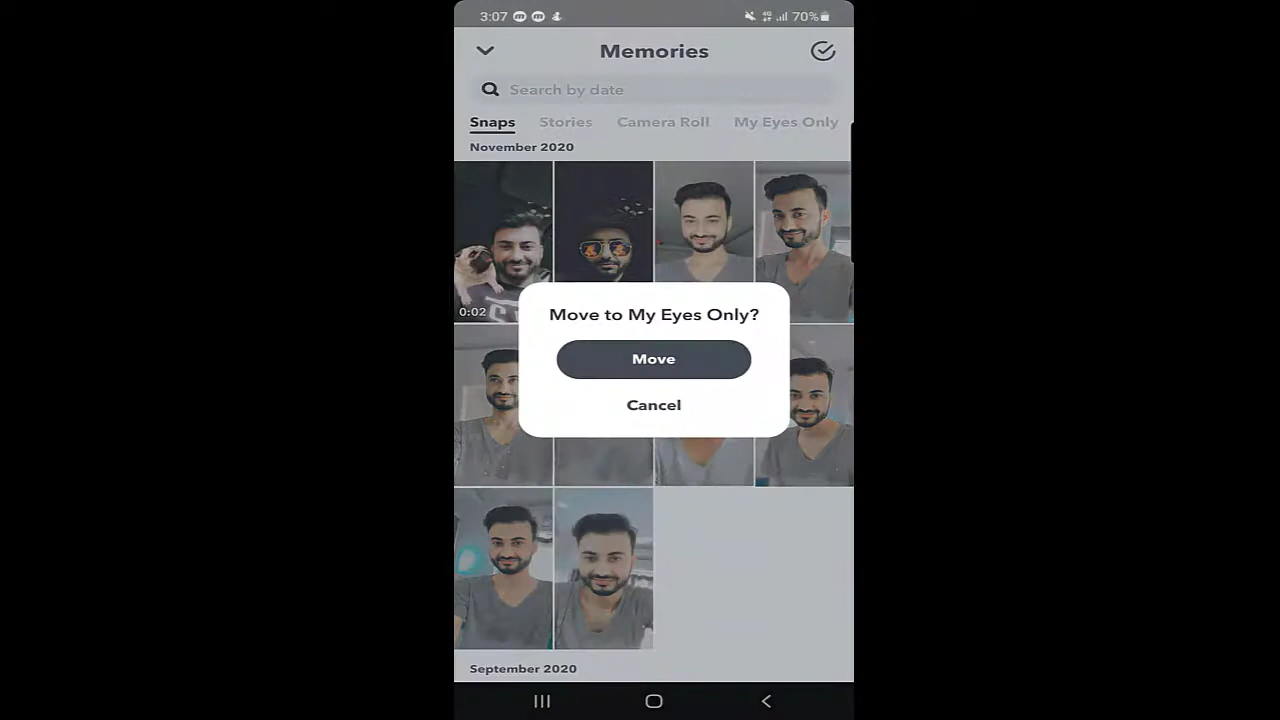 3:07 70%
Memories
Search by date
Snaps Stories Camera Roll My Eyes Only
November 2020
0:02
Move to My Eyes Only?
Move
Cancel
September 2020